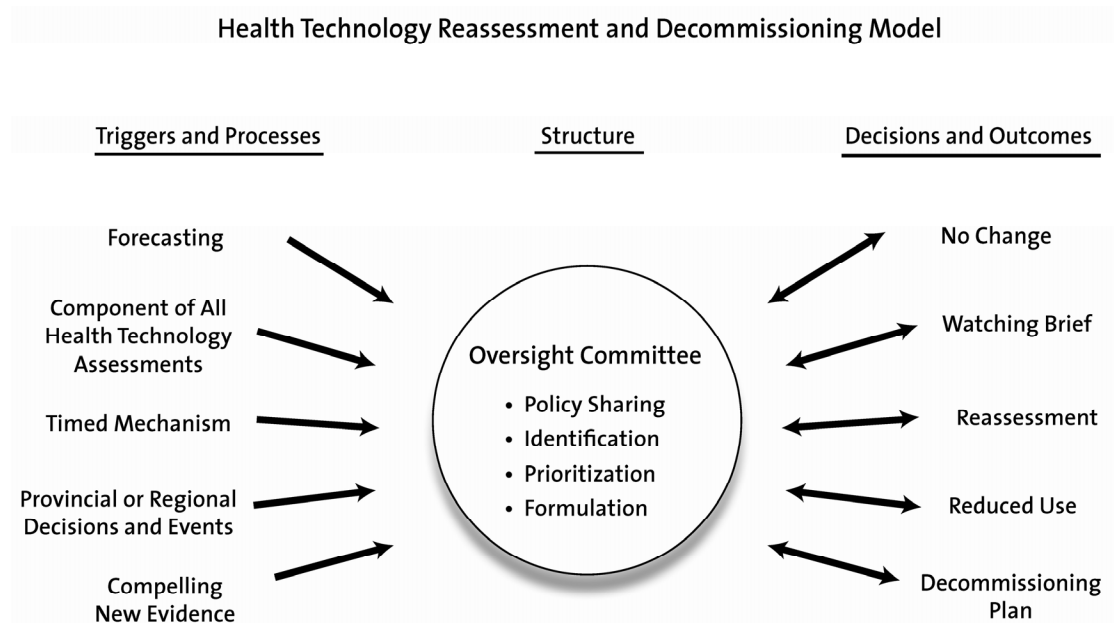 Health Technology Reassessment and Decommissioning Model
Triggers and Processes
Structure
Decisions and Outcomes
Forecasting
Component of All
Health Technology
Assessments
Timed Mechanism
Provincial or Regional
Decisions and Events
Compelling
New Evidence
Oversight Committee
• Policy Sharing
• Identification
• Prioritization
• Formulation
No Change
Watching Brief
Reassessment
Reduced Use
Decommissioning
Plan